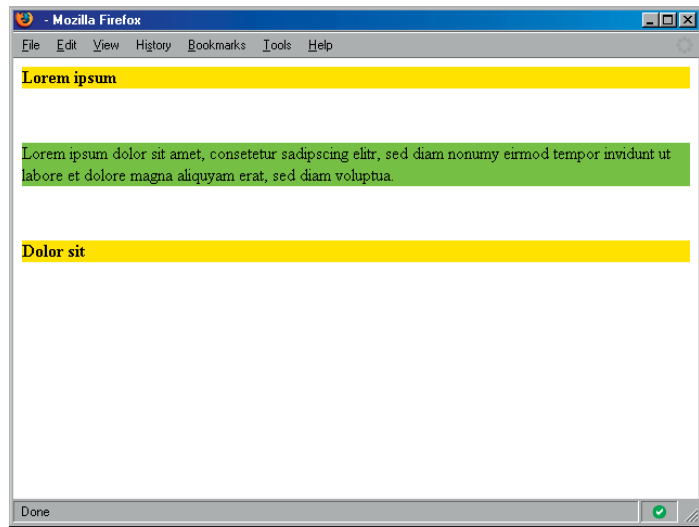 - Mozilla Firefox
File Edit View History Bookmarks Tools Help
Lorem ipsum
Lorem ipsum dolor sit amet, consetetur sadipscing elitr, sed diam nonumy eirmod tempor invidunt ut
labore et dolore magna aliquyam erat, sed diam voluptua.
Dolor sit
Done